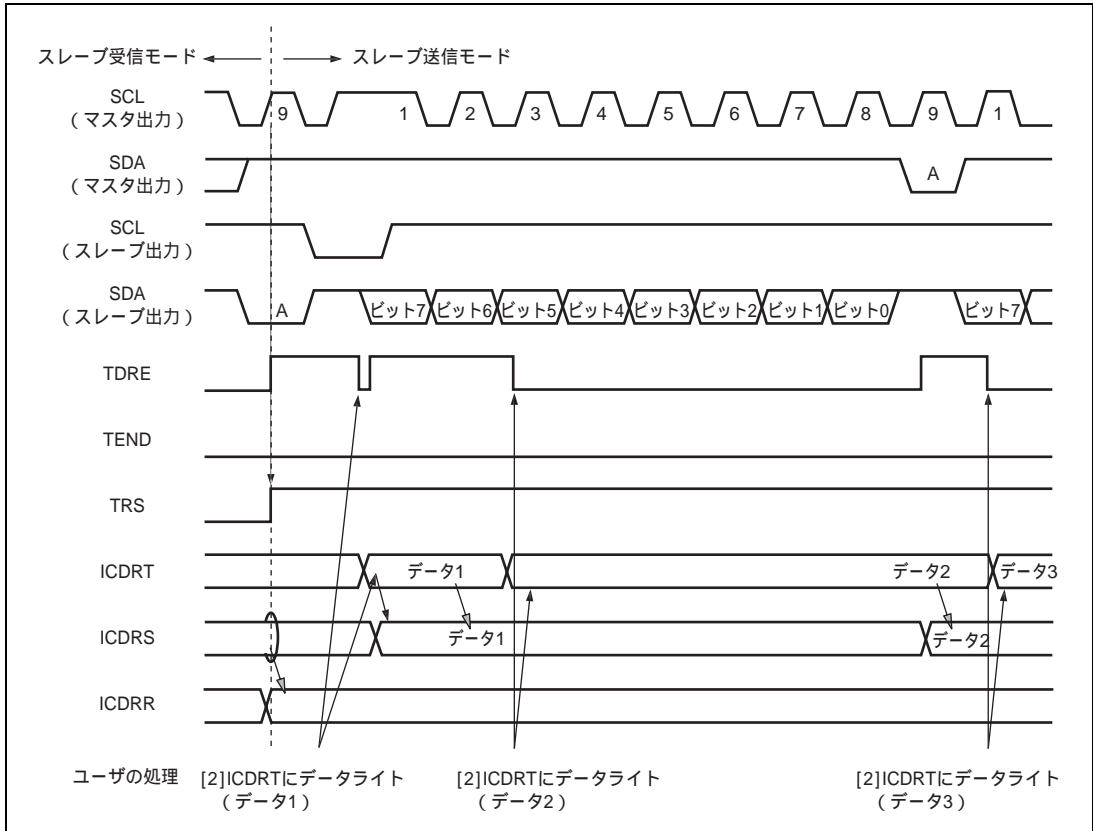 スレーブ受信モード スレーブ送信モード
SCL
（マスタ出力）
9 1 2 3 4 5 6 7 8 9 1
SDA
（マスタ出力）
A
SCL
（スレーブ出力）
SDA
（スレーブ出力）
A ビット7 ビット6 ビット5 ビット4 ビット3 ビット2 ビット1 ビット0 ビット7
TDRE
TEND
TRS
ICDRT
データ1 データ2 データ3
ICDRS
データ1 データ2
ICDRR
ユーザの処理 [2]ICDRTにデータライト [2]ICDRTにデータライト [2]ICDRTにデータライト
（データ1） （データ2） （データ3）